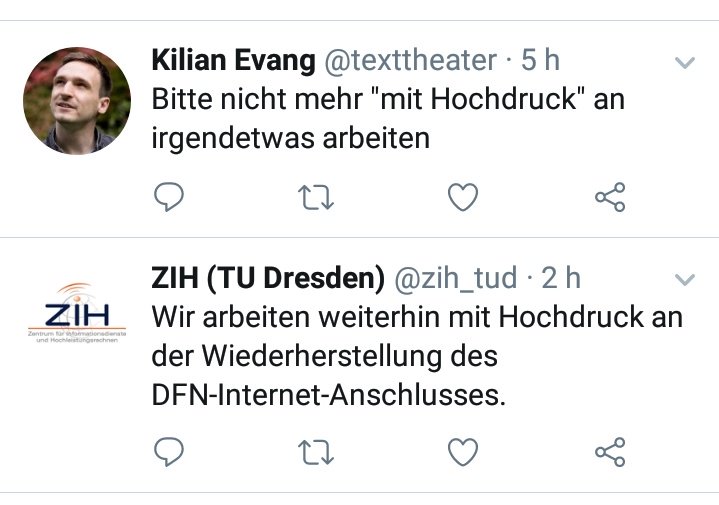 Kilian Evang @texttheater · 5 h
Bitte nicht mehr "mit Hochdruck" an
irgendetwas arbeiten
ZIH (TU Dresden) @zih_tud · 2 h
ZIH
Zentrum für Informationsdienste
und Hochleistungsrechnen
Wir arbeiten weiterhin mit Hochdruck an
der Wiederherstellung des
DFN-Internet-Anschlusses.